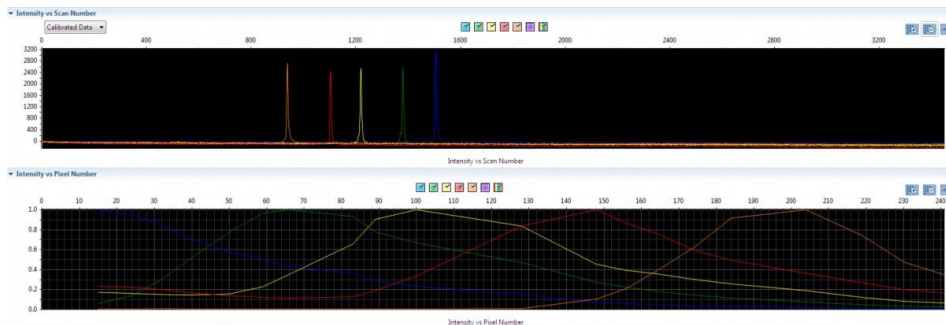 Intensity vs Scan Number
Calibrated Data
0 400 800 1200 1600 2000 2400 2800 3200
3200
2800
2400
2000
1600
1200
800
400
0
Intensity vs Scan Number
Intensity vs Pixel Number
0 10 20 30 40 50 60 70 80 90 100 110 120 130 140 150 160 170 180 190 200 210 220 230 240
1.0
0.8
0.6
0.4
0.2
0.0
Intensity vs Pixel Number